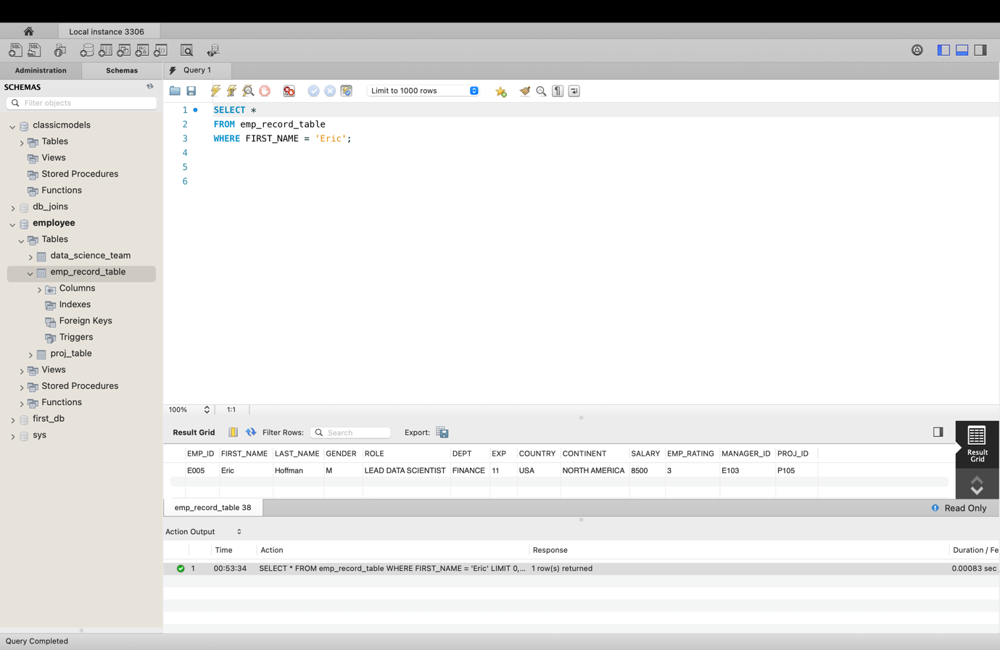 Local instance 3306
Administration
Schemas
Query 1
SCHEMAS
Filter objects
classicmodels
Tables
Views
Stored Procedures
Functions
db_joins
employee
Tables
data_science_team
emp_record_table
Columns
Indexes
Foreign Keys
Triggers
proj_table
Views
Stored Procedures
Functions
first_db
sys
Limit to 1000 rows
1 SELECT *
2 FROM emp_record_table
3 WHERE FIRST_NAME = 'Eric';
4
5
6
100% 1:1
Result Grid Filter Rows: Search Export:
EMP_ID FIRST_NAME LAST_NAME GENDER ROLE DEPT EXP COUNTRY CONTINENT SALARY EMP_RATING MANAGER_ID PROJ_ID
E005 Eric Hoffman M LEAD DATA SCIENTIST FINANCE 11 USA NORTH AMERICA 8500 3 E103 P105
Result
Grid
emp_record_table 38
Read Only
Action Output
Time Action Response Duration / Fe
1 00:53:34 SELECT * FROM emp_record_table WHERE FIRST_NAME = 'Eric' LIMIT 0,... 1 row(s) returned 0.00083 sec
Query Completed